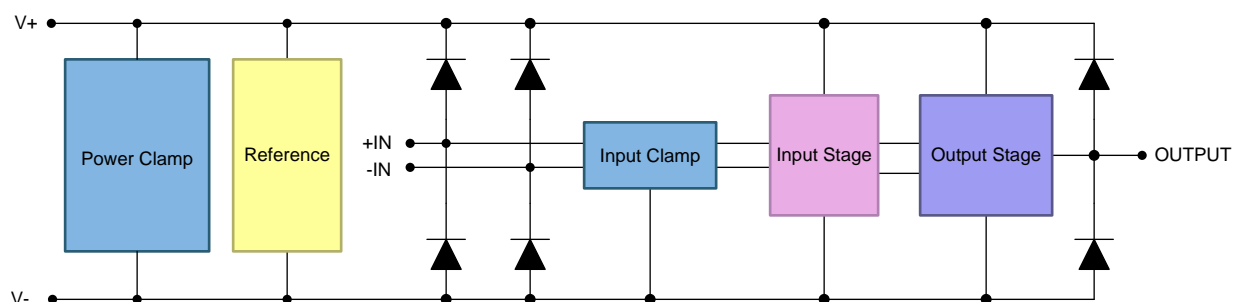 V+
Power Clamp
Reference
+IN
-IN
Input Clamp
Input Stage
Output Stage
OUTPUT
V-